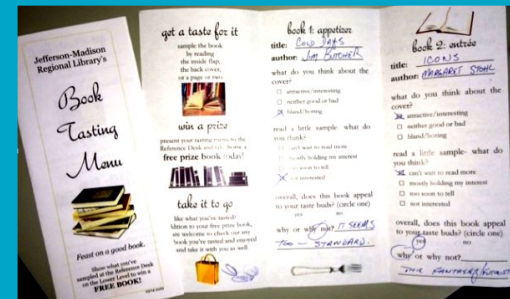 Jefferson-Madison
Regional Library's
Book
Tasting
Menu
Feast on a good book.
Show what you've
sampled at the Reference Desk
on the Lower Level to win a
FREE BOOK!
got a taste for it
sample the book
by reading
the inside flap,
the back cover,
or a page or two.
win a prize
present your tasting menu to the
Reference Desk and take home a
free prize book today!
take it to go
like what you've tasted?
addition to your free prize book,
are welcome to check out any
book you've tasted and enjoyed
and take it with you as well.
book 1: appetizer
title: COLD DAYS
author: JIM BUTCHER
what do you think about the
cover?
attractive/interesting
neither good or bad
bland/boring
read a little sample- what do
you think?
can't wait to read more
mostly holding my interest
too soon to tell
not interested
overall, does this book appeal
to your taste buds? (circle one)
yes no
why or why not? IT SEEMS
TOO - STANDARD.
book 2: entrée
title: ICONS
author: MARGARET STOHL
what do you think about the
cover?
attractive/interesting
neither good or bad
bland/boring
read a little sample- what do
you think?
can't wait to read more
mostly holding my interest
too soon to tell
not interested
overall, does this book appeal
to your taste buds? (circle one)
yes no
why or why not?